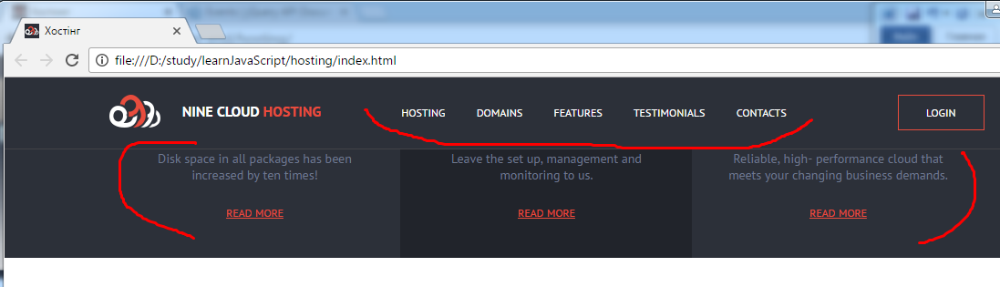 Хостінг
file:///D:/study/learnJavaScript/hosting/index.html
NINE CLOUD HOSTING
HOSTING DOMAINS FEATURES TESTIMONIALS CONTACTS
LOGIN
Disk space in all packages has been
increased by ten times!
READ MORE
Leave the set up, management and
monitoring to us.
READ MORE
Reliable, high- performance cloud that
meets your changing business demands.
READ MORE